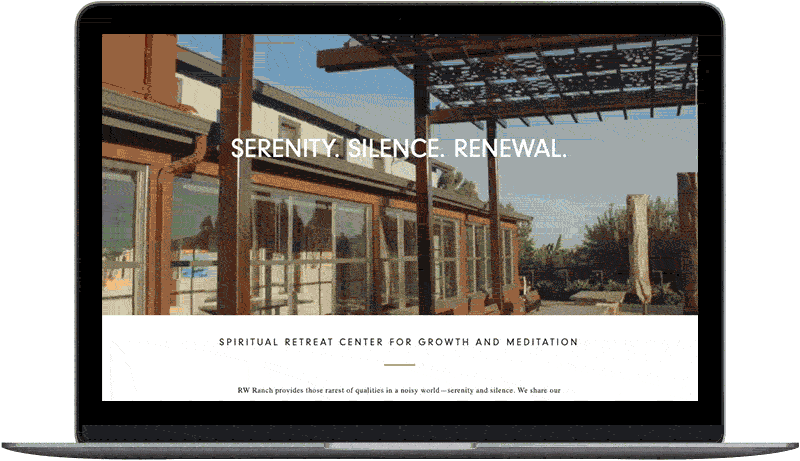 SERENITY. SILENCE. RENEWAL.
SPIRITUAL RETREAT CENTER FOR GROWTH AND MEDITATION
RW Ranch provides those rarest of qualities in a noisy world—serenity and silence. We share our